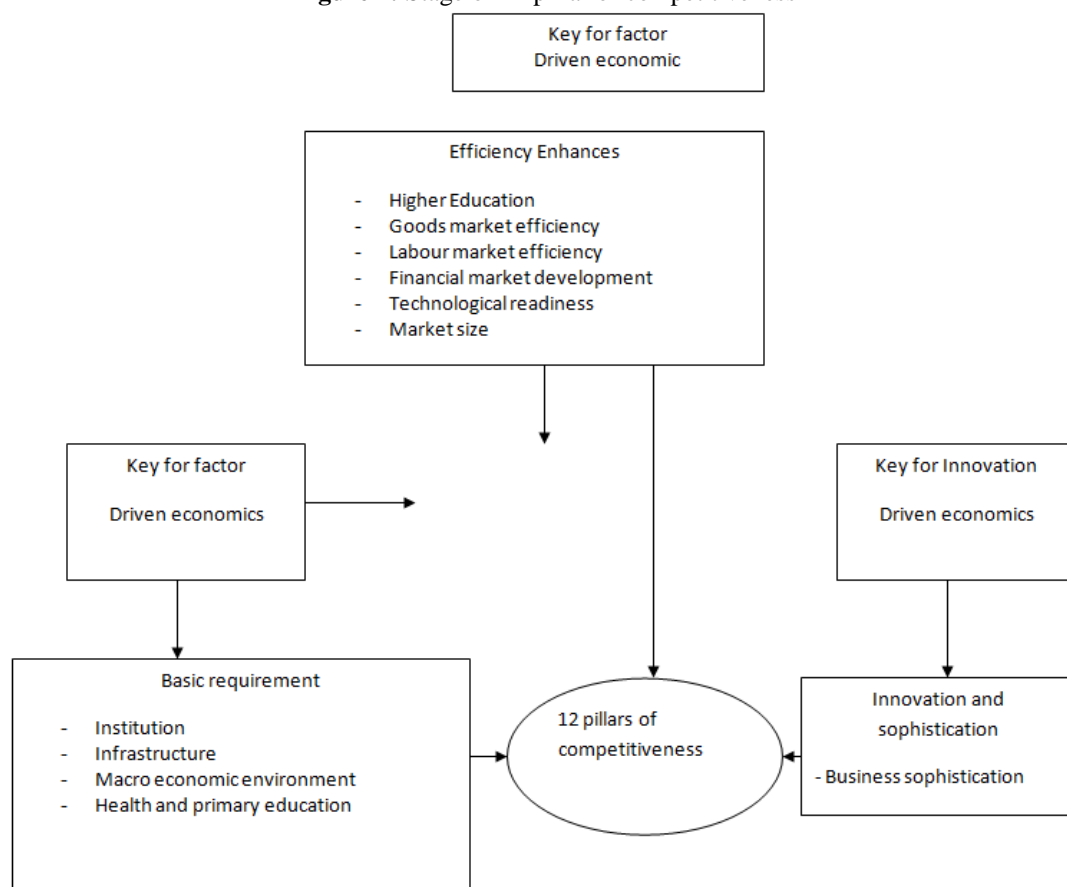 Key for factor
Driven economic
Efficiency Enhances
- Higher Education
- Goods market efficiency
- Labour market efficiency
- Financial market development
- Technological readiness
- Market size
Key for factor
Driven economics
Key for Innovation
Driven economics
Basic requirement
- Institution
- Infrastructure
- Macro economic environment
- Health and primary education
12 pillars of
competitiveness
Innovation and
sophistication
- Business sophistication